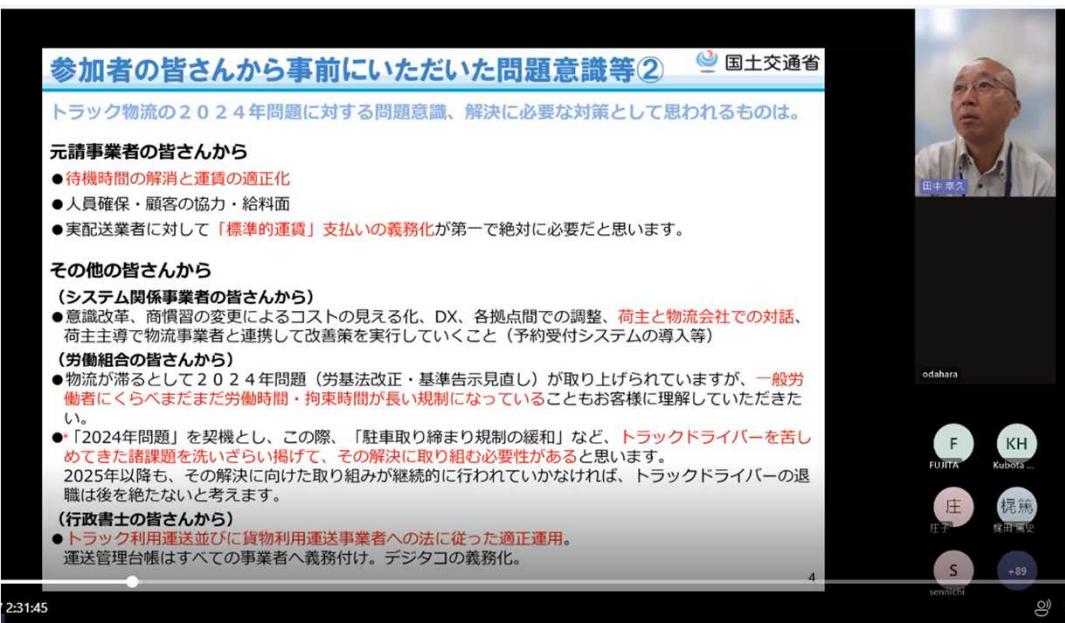 参加者の皆さんから事前にいただいた問題意識等②
国土交通省
トラック物流の２０２４年問題に対する問題意識、解決に必要な対策として思われるものは。
元請事業者の皆さんから
●待機時間の解消と運賃の適正化
●人員確保・顧客の協力・給料面
●実配送業者に対して「標準的運賃」支払いの義務化が第一で絶対に必要だと思います。
その他の皆さんから
（システム関係事業者の皆さんから）
●意識改革、商慣習の変更によるコストの見える化、DX、各拠点間での調整、荷主と物流会社での対話、
荷主主導で物流事業者と連携して改善策を実行していくこと（予約受付システムの導入等）
（労働組合の皆さんから）
●物流が滞るとして２０２４年問題（労基法改正・基準告示見直し）が取り上げられていますが、一般労
働者にくらべまだまだ労働時間・拘束時間が長い規制になっていることもお客様に理解していただきた
い。
●「2024年問題」を契機とし、この際、「駐車取り締まり規制の緩和」など、トラックドライバーを苦し
めてきた諸課題を洗いざらい掲げて、その解決に取り組む必要性があると思います。
2025年以降も、その解決に向けた取り組みが継続的に行われていかなければ、トラックドライバーの退
職は後を絶たないと考えます。
（行政書士の皆さんから）
●トラック利用運送並びに貨物利用運送事業者への法に従った適正運用。
運送管理台帳はすべての事業者へ義務付け。デジタコの義務化。
4
田中 幸久
odahara
F
KH
FUJITA
Kubota ...
庄
梶篤
庄子
梶田 篤史
S
+89
sennichi
2:31:45